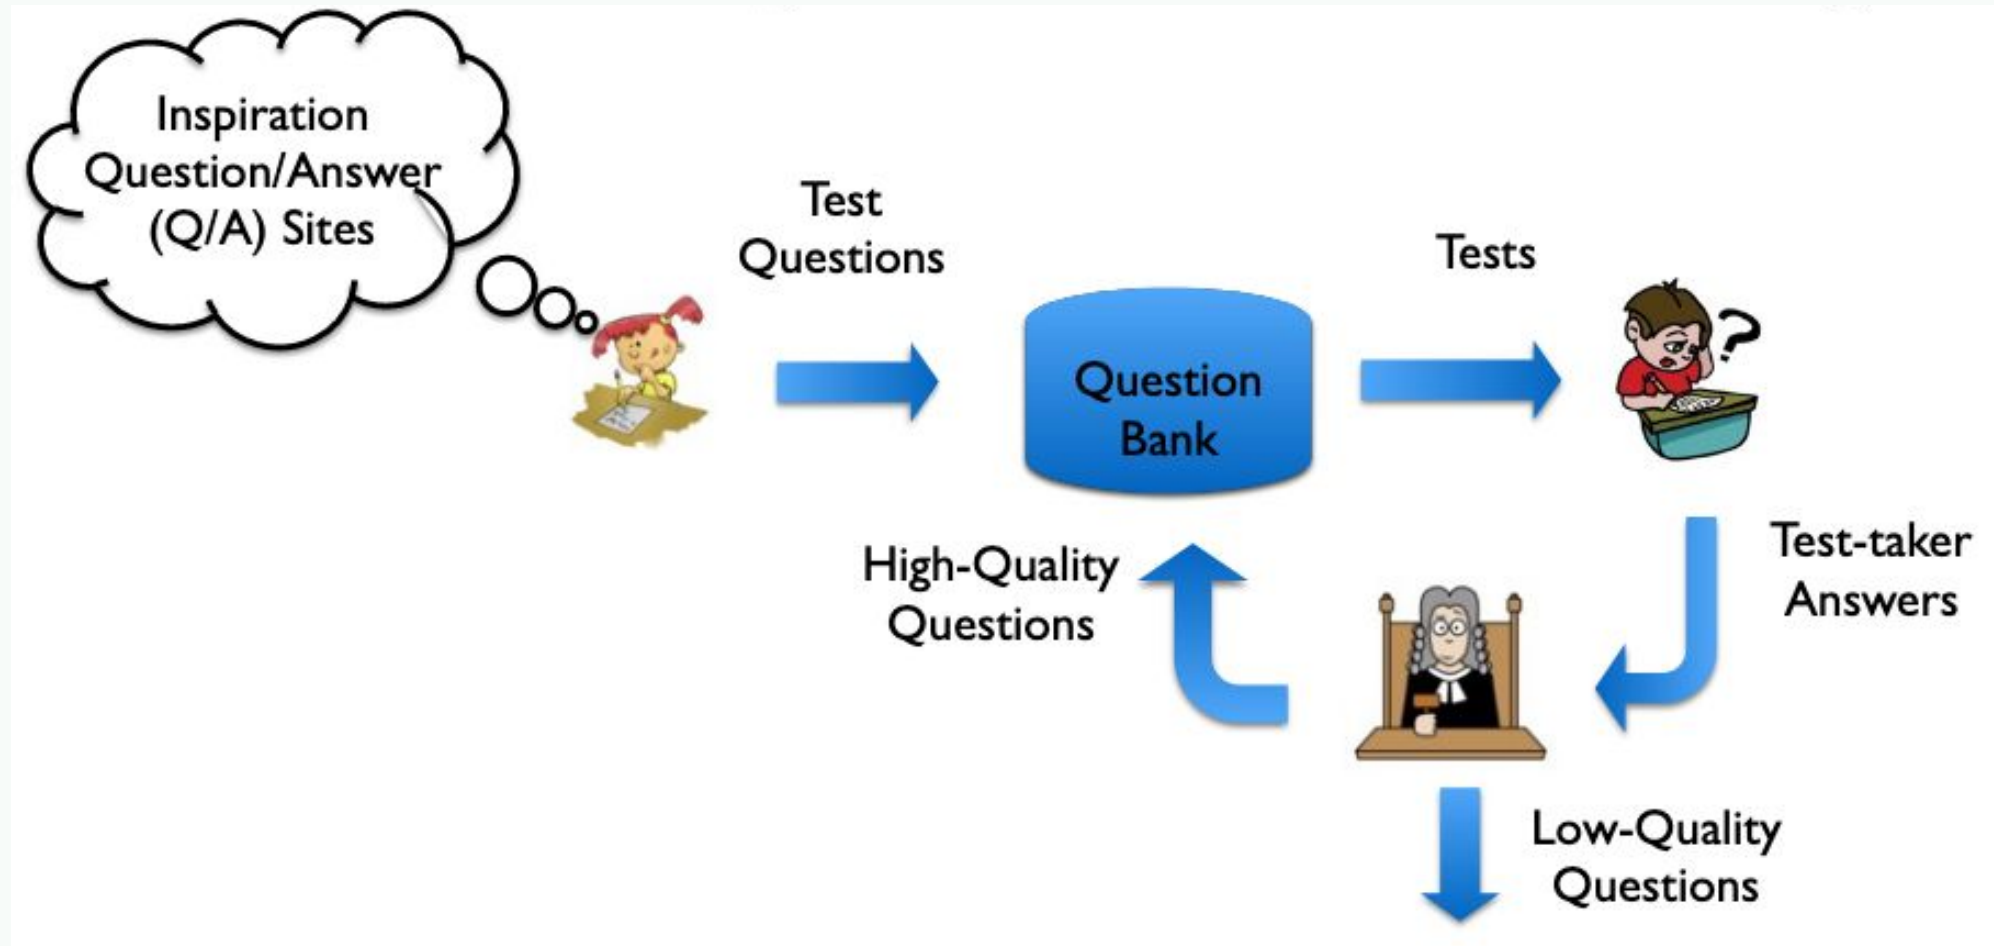 Inspiration
Question/Answer
(Q/A) Sites
Test
Questions
Question
Bank
Tests
?
Test-taker
Answers
High-Quality
Questions
Low-Quality
Questions